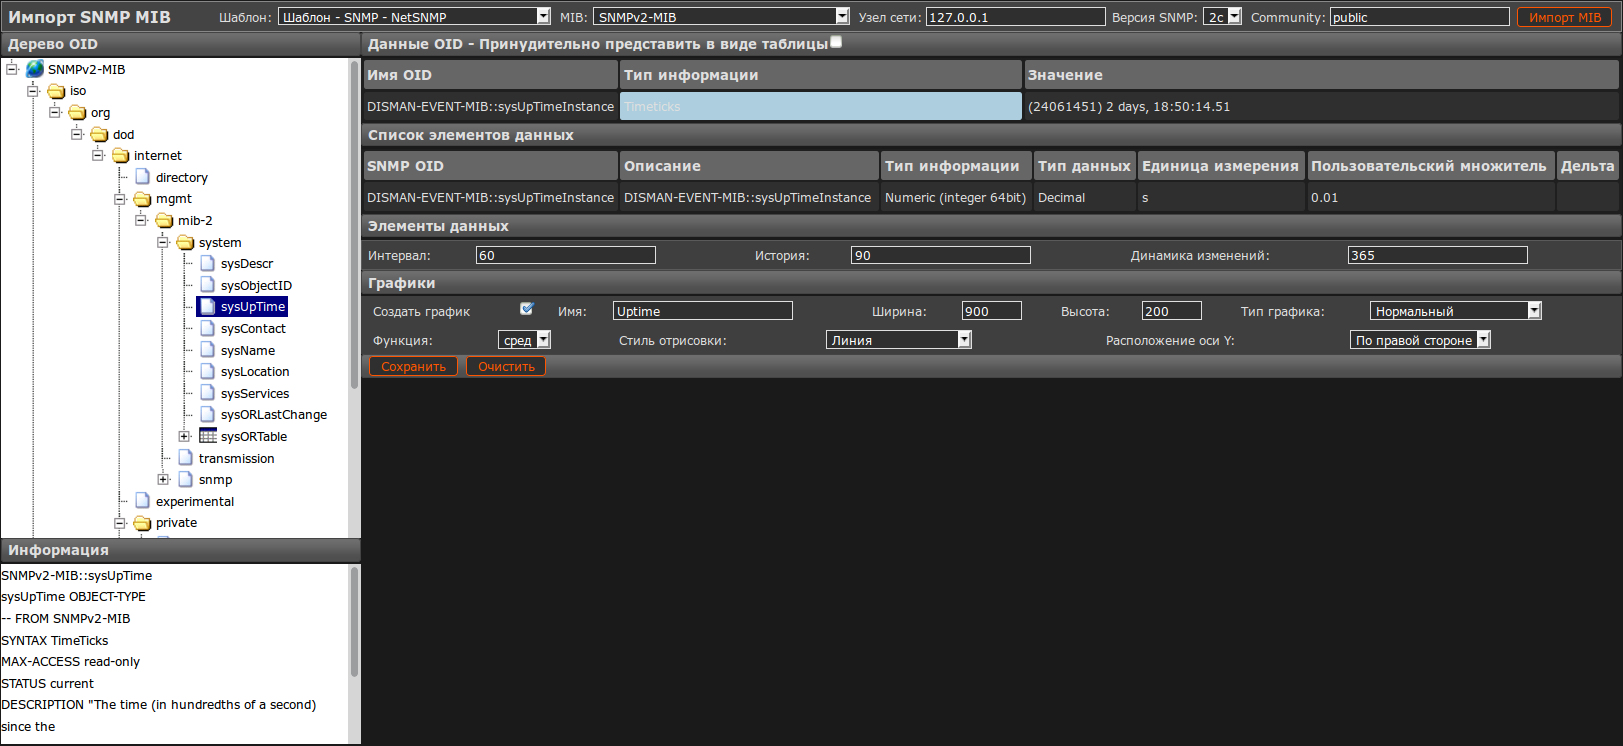 Импорт SNMP MIB Шаблон: Шаблон - SNMP - NetSNMP MIB: SNMPv2-MIB Узел сети: 127.0.0.1 Версия SNMP: 2c Community: public Импорт MIB
Дерево OID
SNMPv2-MIB
iso
org
dod
internet
directory
mgmt
mib-2
system
sysDescr
sysObjectID
sysUpTime
sysContact
sysName
sysLocation
sysServices
sysORLastChange
sysORTable
transmission
snmp
experimental
private
Информация
SNMPv2-MIB::sysUpTime
sysUpTime OBJECT-TYPE
-- FROM SNMPv2-MIB
SYNTAX TimeTicks
MAX-ACCESS read-only
STATUS current
DESCRIPTION "The time (in hundredths of a second)
since the
Данные OID - Принудительно представить в виде таблицы
Имя OID Тип информации Значение
DISMAN-EVENT-MIB::sysUpTimeInstance Timeticks (24061451) 2 days, 18:50:14.51
Список элементов данных
SNMP OID Описание Тип информации Тип данных Единица измерения Пользовательский множитель Дельта
DISMAN-EVENT-MIB::sysUpTimeInstance DISMAN-EVENT-MIB::sysUpTimeInstance Numeric (integer 64bit) Decimal s 0.01
Элементы данных
Интервал: 60 История: 90 Динамика изменений: 365
Графики
Создать график Имя: Uptime Ширина: 900 Высота: 200 Тип графика: Нормальный
Функция: сред Стиль отрисовки: Линия Расположение оси Y: По правой стороне
Сохранить Очистить